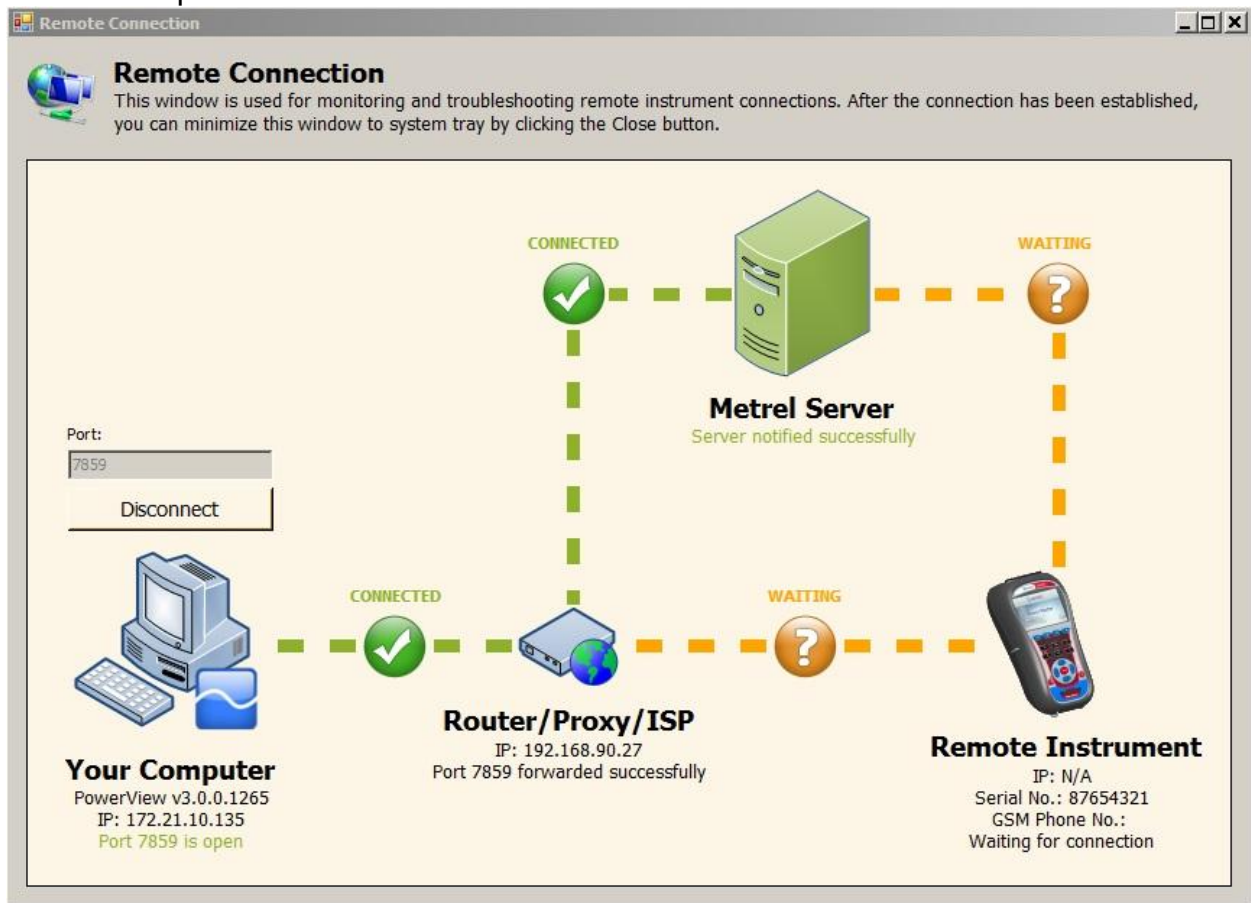 Remote Connection
Remote Connection
This window is used for monitoring and troubleshooting remote instrument connections. After the connection has been established,
you can minimize this window to system tray by clicking the Close button.
CONNECTED
WAITING
Metrel Server
Server notified successfully
Port:
7859
Disconnect
CONNECTED
WAITING
Router/Proxy/ISP
IP: 192.168.90.27
Port 7859 forwarded successfully
Your Computer
PowerView v3.0.0.1265
IP: 172.21.10.135
Port 7859 is open
Remote Instrument
IP: N/A
Serial No.: 87654321
GSM Phone No.:
Waiting for connection